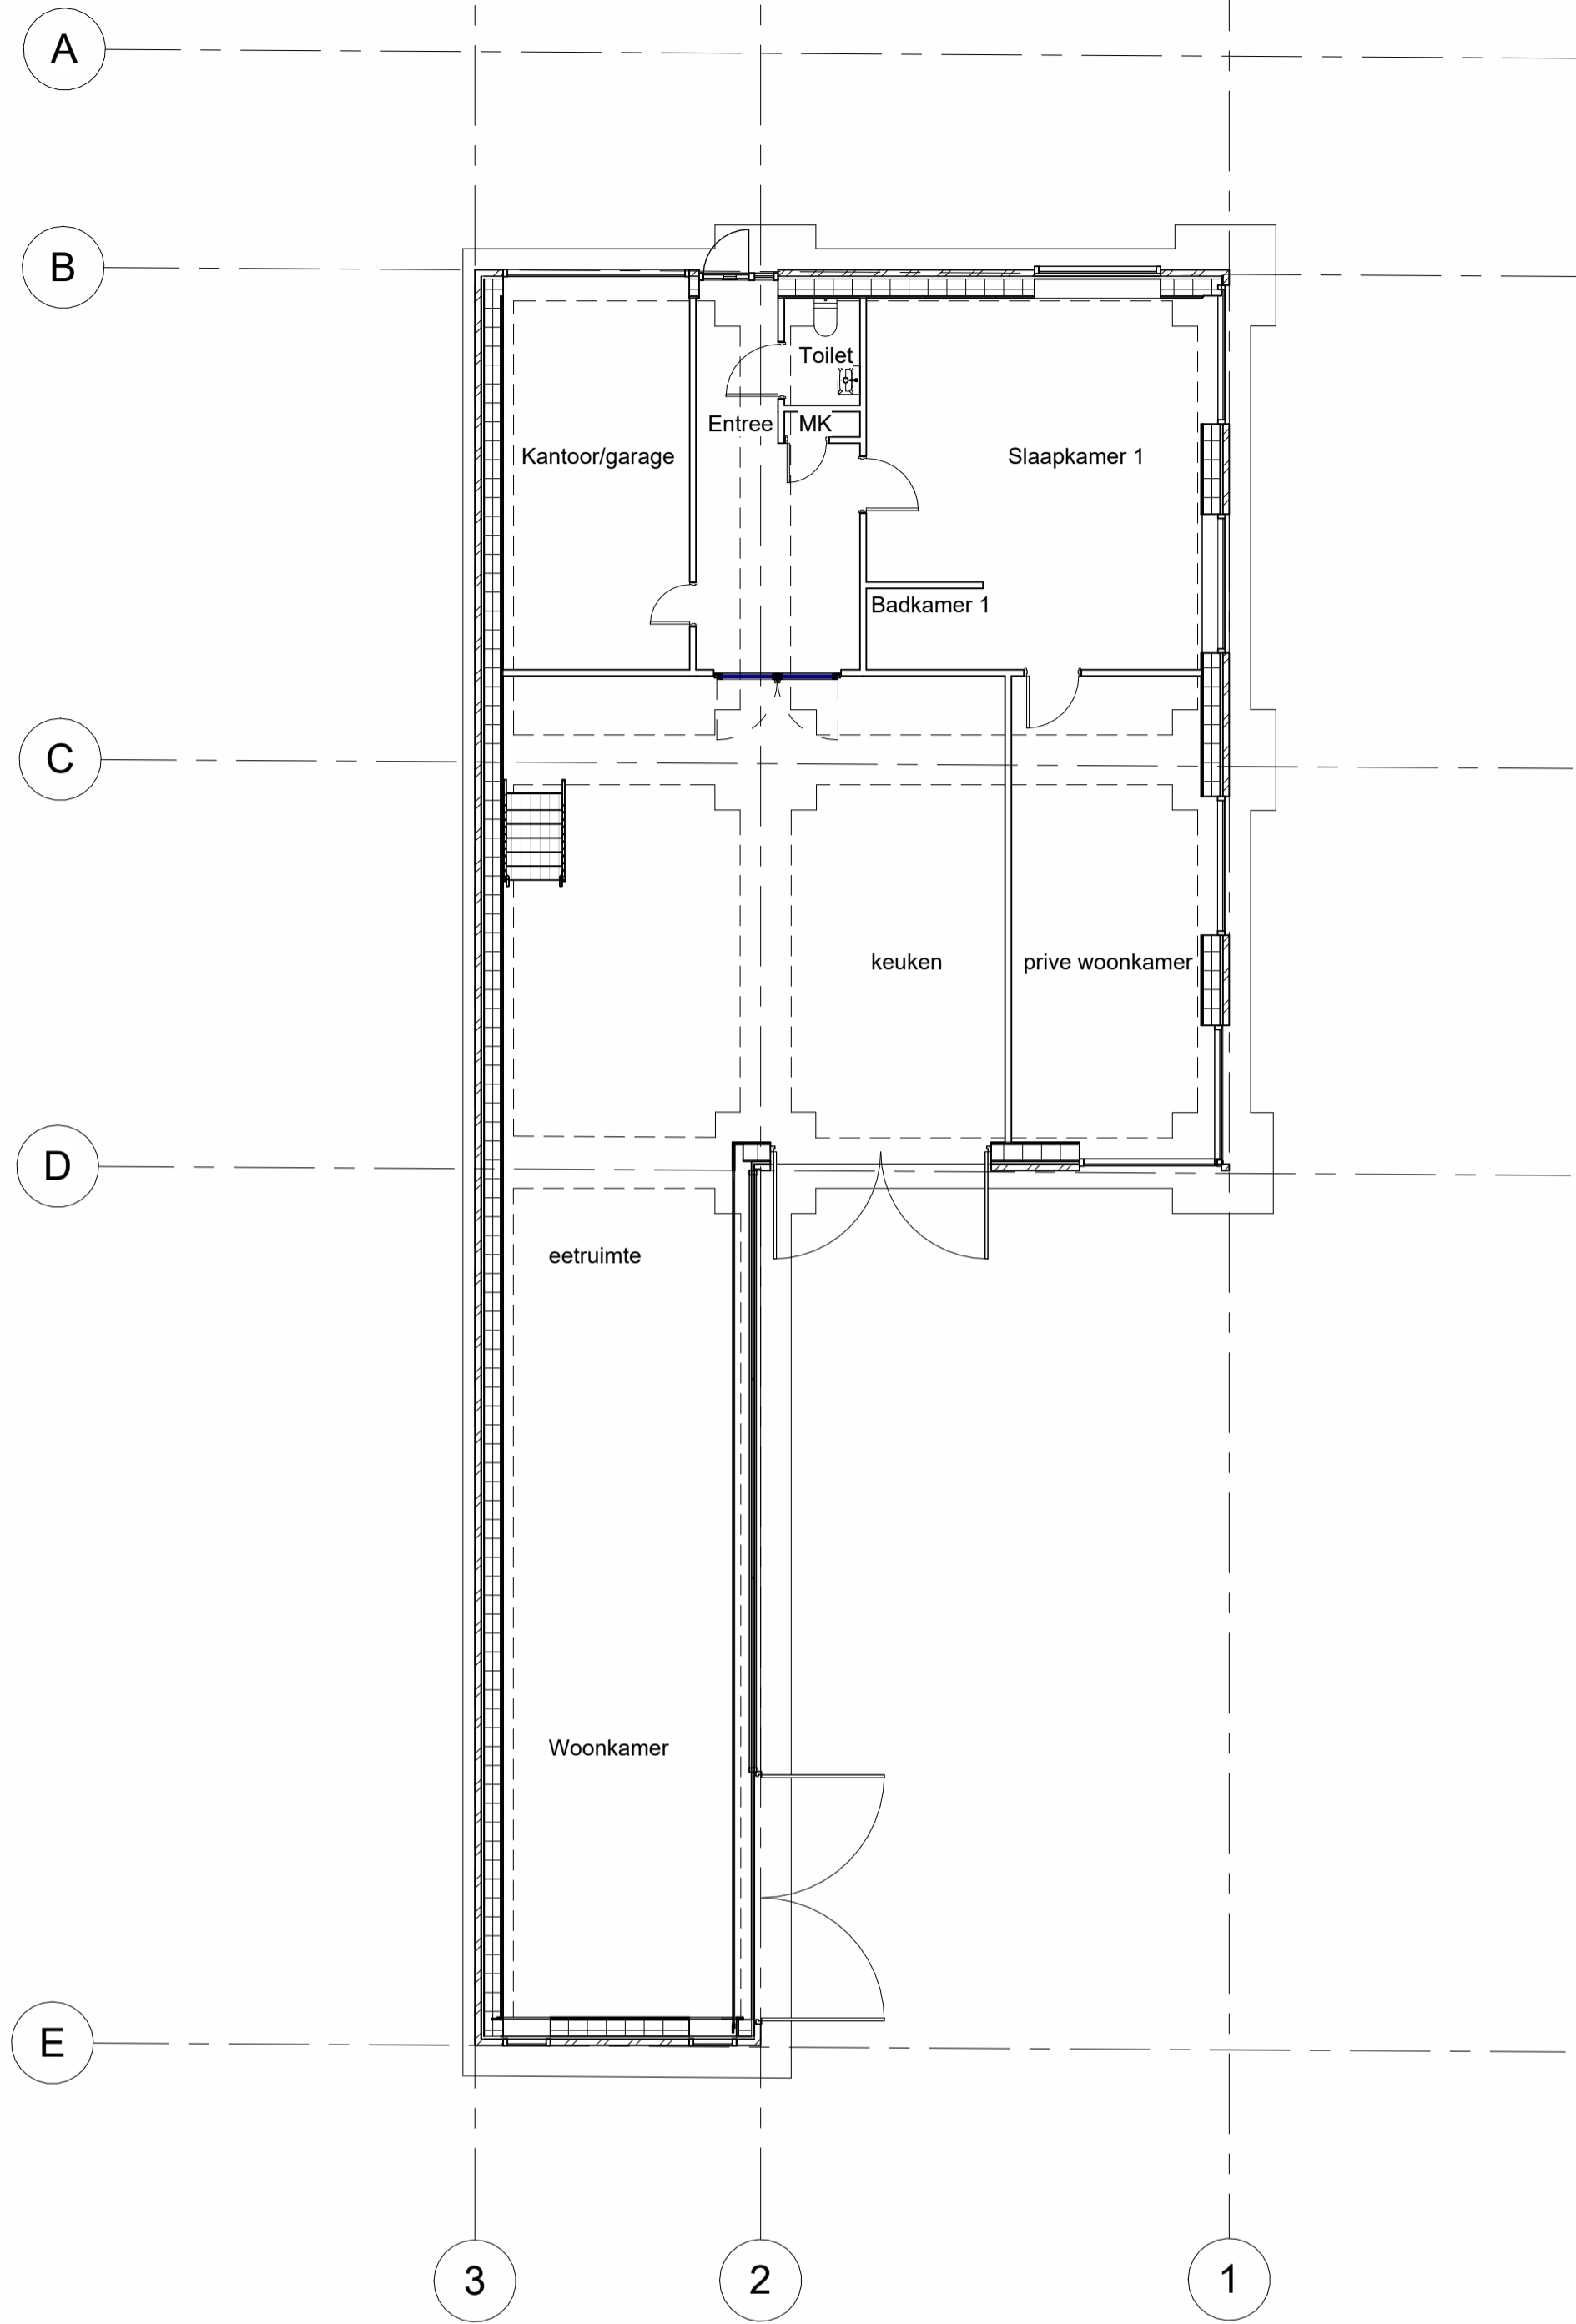 A
B
Toilet
Entree
MK
Kantoor/garage
Slaapkamer 1
Badkamer 1
C
keuken
prive woonkamer
D
eetruimte
Woonkamer
E
3
2
1